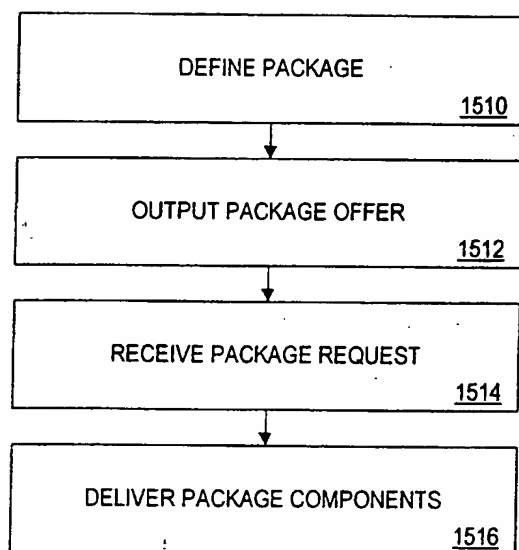 DEFINE PACKAGE
1510
OUTPUT PACKAGE OFFER
1512
RECEIVE PACKAGE REQUEST
1514
DELIVER PACKAGE COMPONENTS
1516